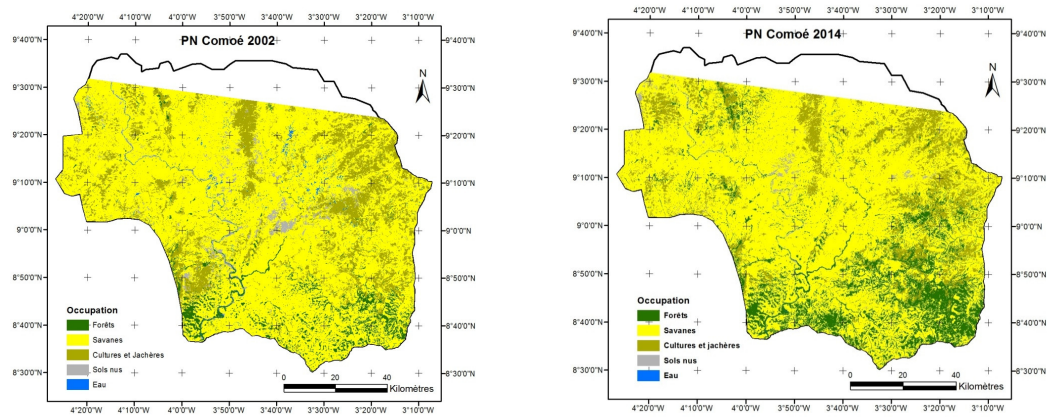 4°20'0"W 4°10'0"W 4°0'0"W 3°50'0"W 3°40'0"W 3°30'0"W 3°20'0"W 3°10'0"W
PN Comoé 2002
N
9°40'0"N
9°30'0"N
9°20'0"N
9°10'0"N
9°0'0"N
8°50'0"N
8°40'0"N
8°30'0"N
9°40'0"N
9°30'0"N
9°20'0"N
9°10'0"N
9°0'0"N
8°50'0"N
8°40'0"N
8°30'0"N
Occupation
Forêts
Savanes
Cultures et jachères
Sols nus
Eau
0 20 40
Kilomètres
4°20'0"W 4°10'0"W 4°0'0"W 3°50'0"W 3°40'0"W 3°30'0"W 3°20'0"W 3°10'0"W
4°20'0"W 4°10'0"W 4°0'0"W 3°50'0"W 3°40'0"W 3°30'0"W 3°20'0"W 3°10'0"W
PN Comoé 2014
N
9°40'0"N
9°30'0"N
9°20'0"N
9°10'0"N
9°0'0"N
8°50'0"N
8°40'0"N
8°30'0"N
9°40'0"N
9°30'0"N
9°20'0"N
9°10'0"N
9°0'0"N
8°50'0"N
8°40'0"N
8°30'0"N
Occupation
Forêts
Savanes
Cultures et jachères
Sols nus
Eau
0 20 40
Kilomètres
4°20'0"W 4°10'0"W 4°0'0"W 3°50'0"W 3°40'0"W 3°30'0"W 3°20'0"W 3°10'0"W